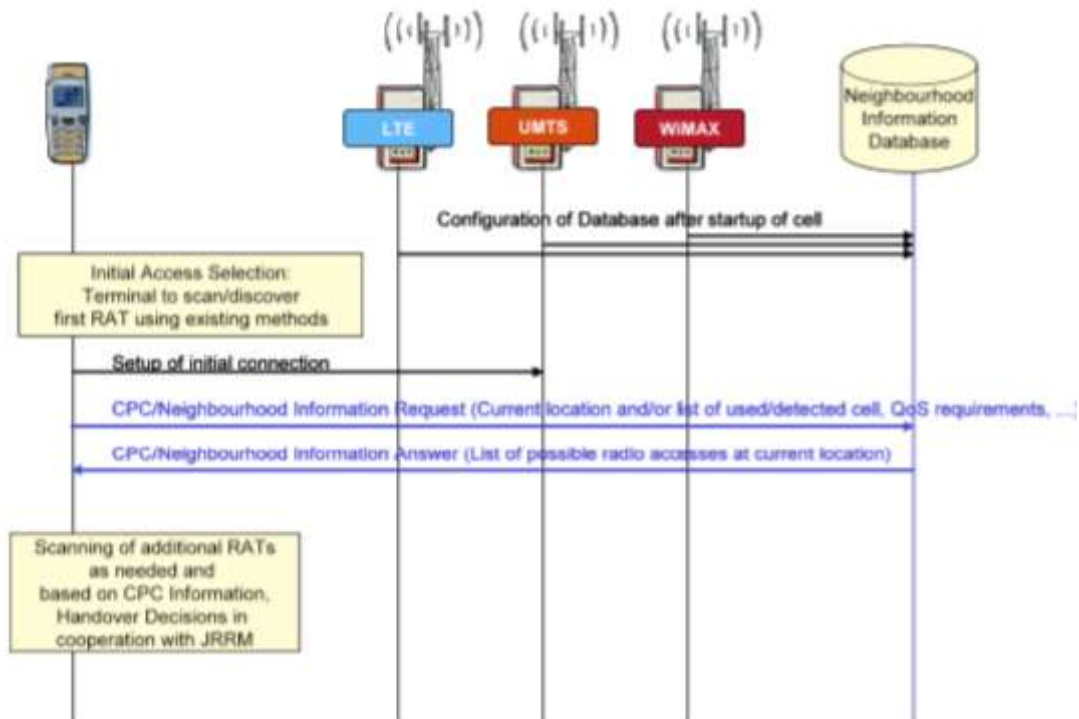 LTE
UMTS
WiMAX
Neighbourhood
Information
Database
Configuration of Database after startup of cell
Initial Access Selection:
Terminal to scan/discover
first RAT using existing methods
Setup of initial connection
CPC/Neighbourhood Information Request (Current location and/or list of used/detected cell, QoS requirements, ...)
CPC/Neighbourhood Information Answer (List of possible radio accesses at current location)
Scanning of additional RATs
as needed and
based on CPC Information,
Handover Decisions in
cooperation with JRRM